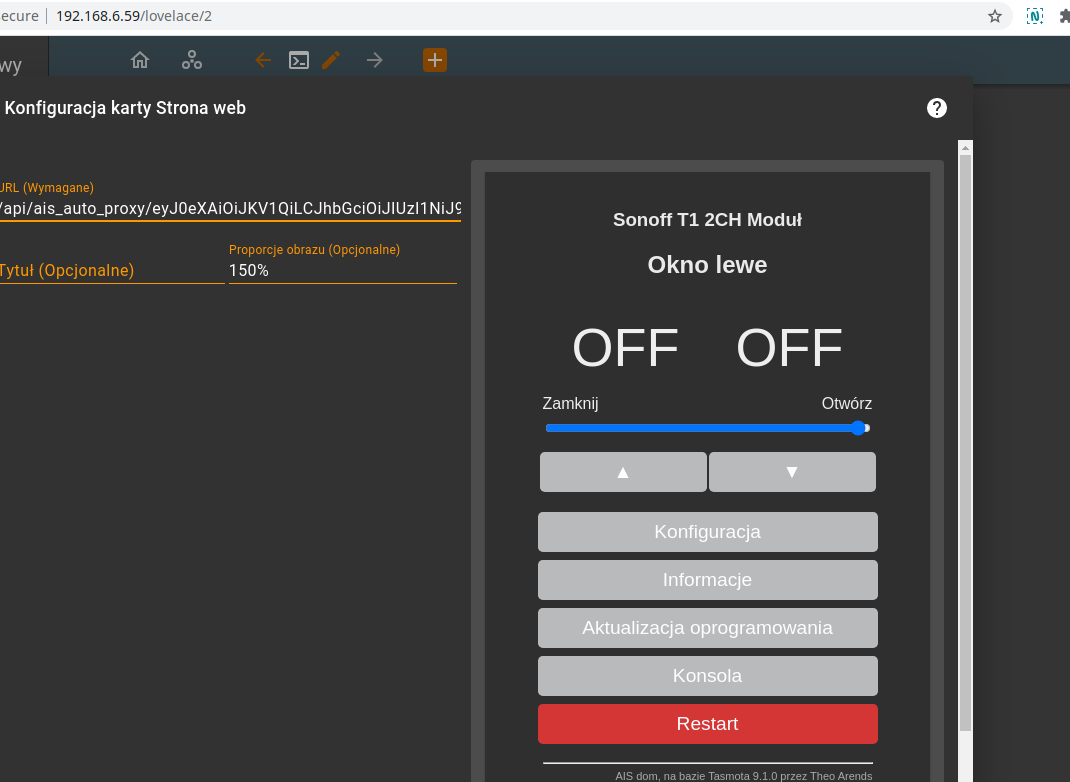 ecure | 192.168.6.59/lovelace/2
wy
Konfiguracja karty Strona web
URL (Wymagane)
/api/ais_auto_proxy/eyJ0eXAiOiJKV1QiLCJhbGciOiJIUzI1NiJ9
Tytuł (Opcjonalne)
Proporcje obrazu (Opcjonalne)
150%
Sonoff T1 2CH Moduł
Okno lewe
OFF OFF
Zamknij Otwórz
▲ ▼
Konfiguracja
Informacje
Aktualizacja oprogramowania
Konsola
Restart
AIS dom, na bazie Tasmota 9.1.0 przez Theo Arends